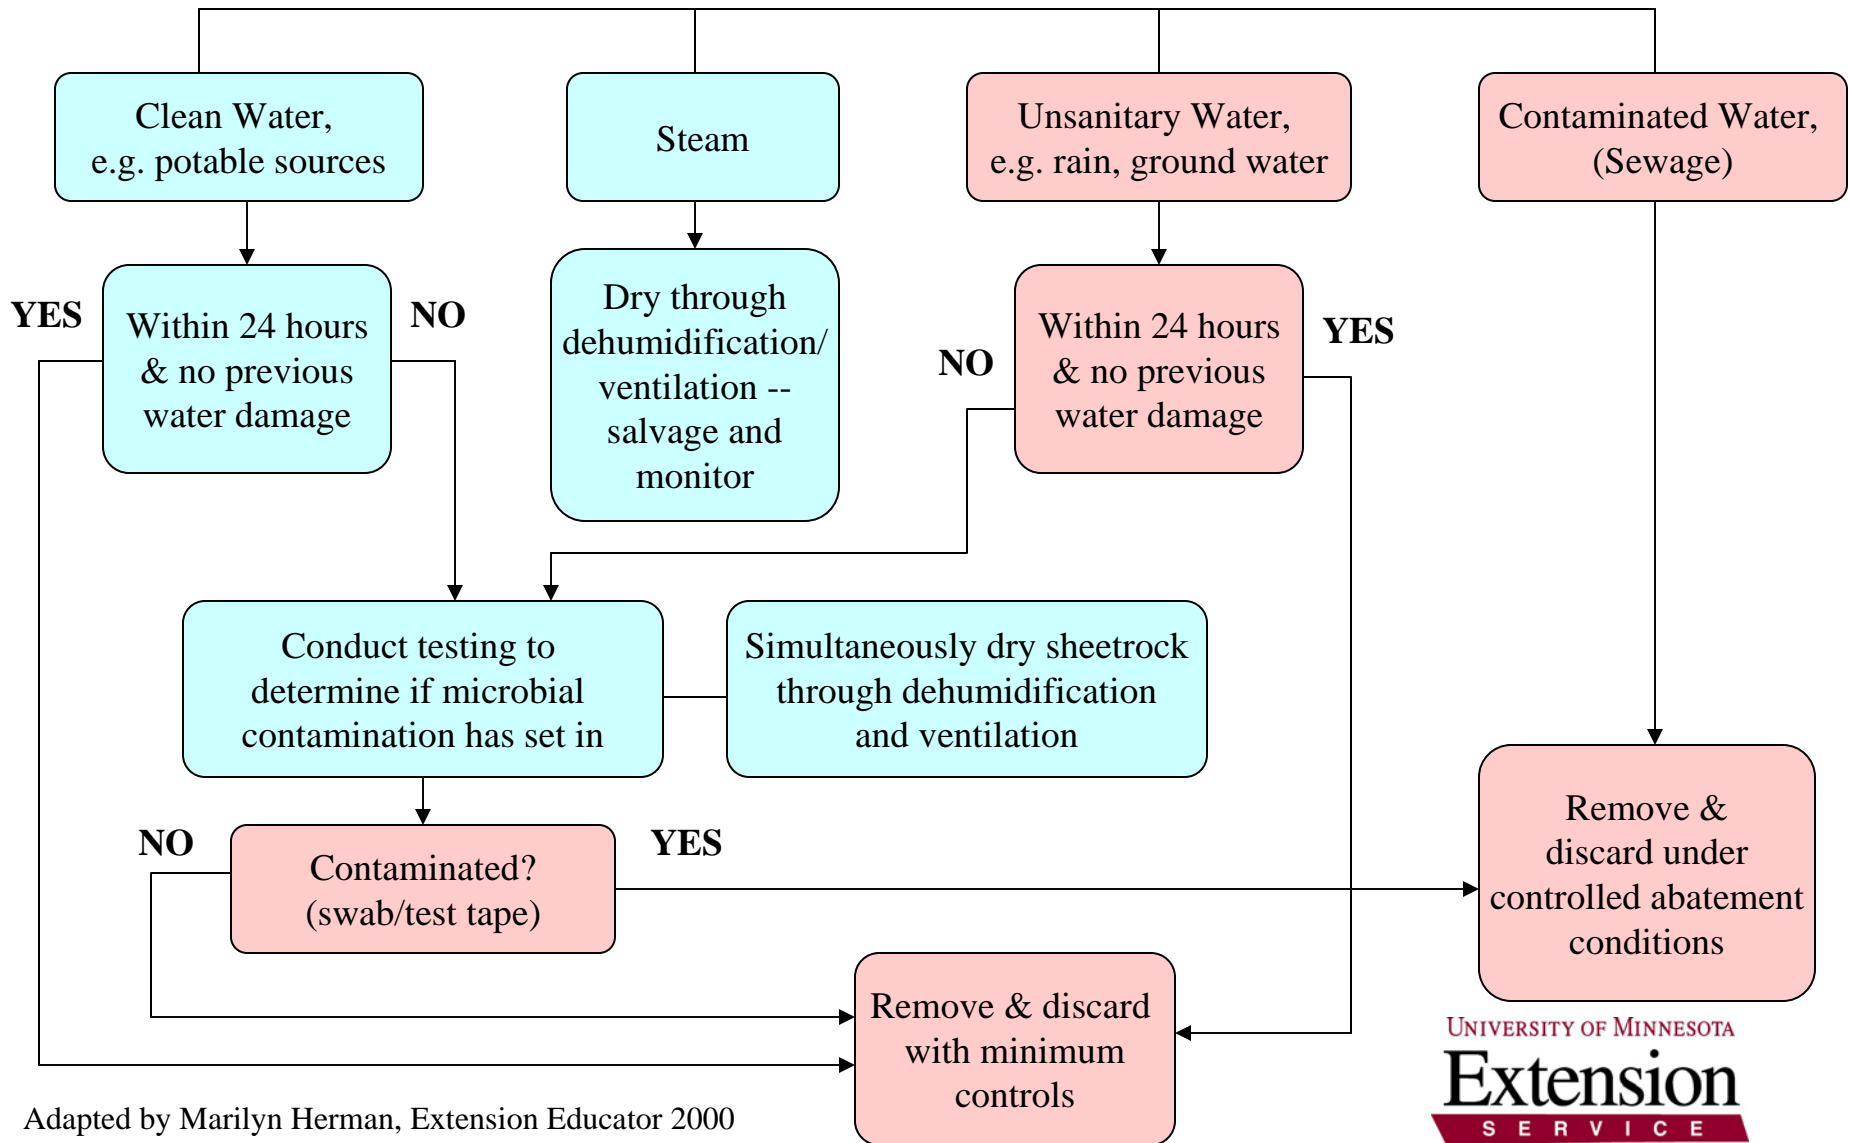 Clean Water,
e.g. potable sources
Steam
Unsanitary Water,
e.g. rain, ground water
Contaminated Water,
(Sewage)
YES
Within 24 hours
& no previous
water damage
NO
Dry through
dehumidification/
ventilation --
salvage and
monitor
NO
Within 24 hours
& no previous
water damage
YES
Conduct testing to
determine if microbial
contamination has set in
Simultaneously dry sheetrock
through dehumidification
and ventilation
NO
Contaminated?
(swab/test tape)
YES
Remove &
discard under
controlled abatement
conditions
Remove & discard
with minimum
controls
UNIVERSITY OF MINNESOTA
Extension
SERVICE
Adapted by Marilyn Herman, Extension Educator 2000